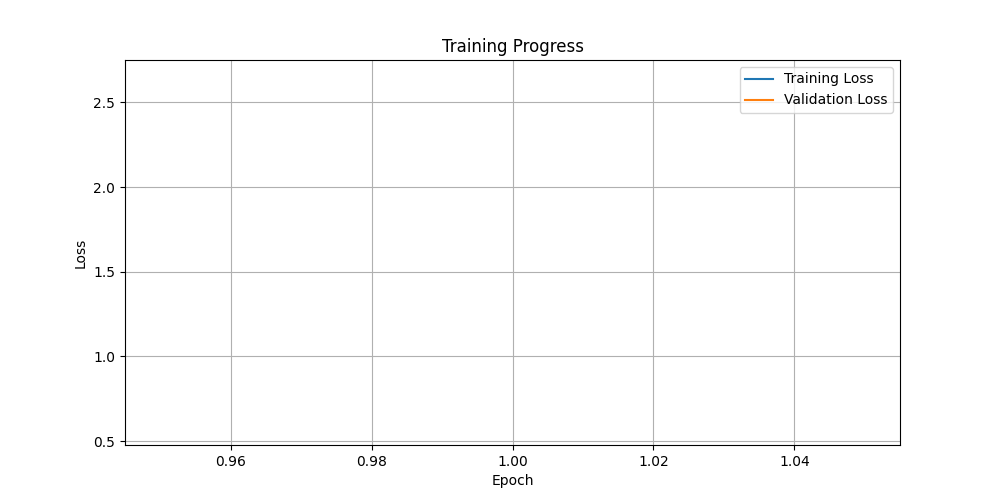 Training Progress
Training Loss
Validation Loss
2.5
2.0
1.5
1.0
0.5
Loss
0.96 0.98 1.00 1.02 1.04
Epoch